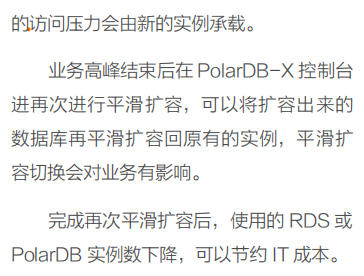 的访问压力会由新的实例承载。
业务高峰结束后在 PolarDB-X 控制台
进再次进行平滑扩容，可以将扩容出来的
数据库再平滑扩容回原有的实例，平滑扩
容切换会对业务有影响。
完成再次平滑扩容后，使用的 RDS 或
PolarDB 实例数下降，可以节约 IT 成本。